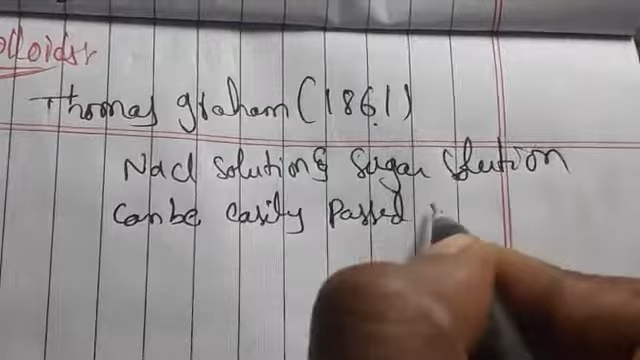 olloids
Thomas Graham (1861)
Nacl Solution & Sugar Solution
Can be easily Passed